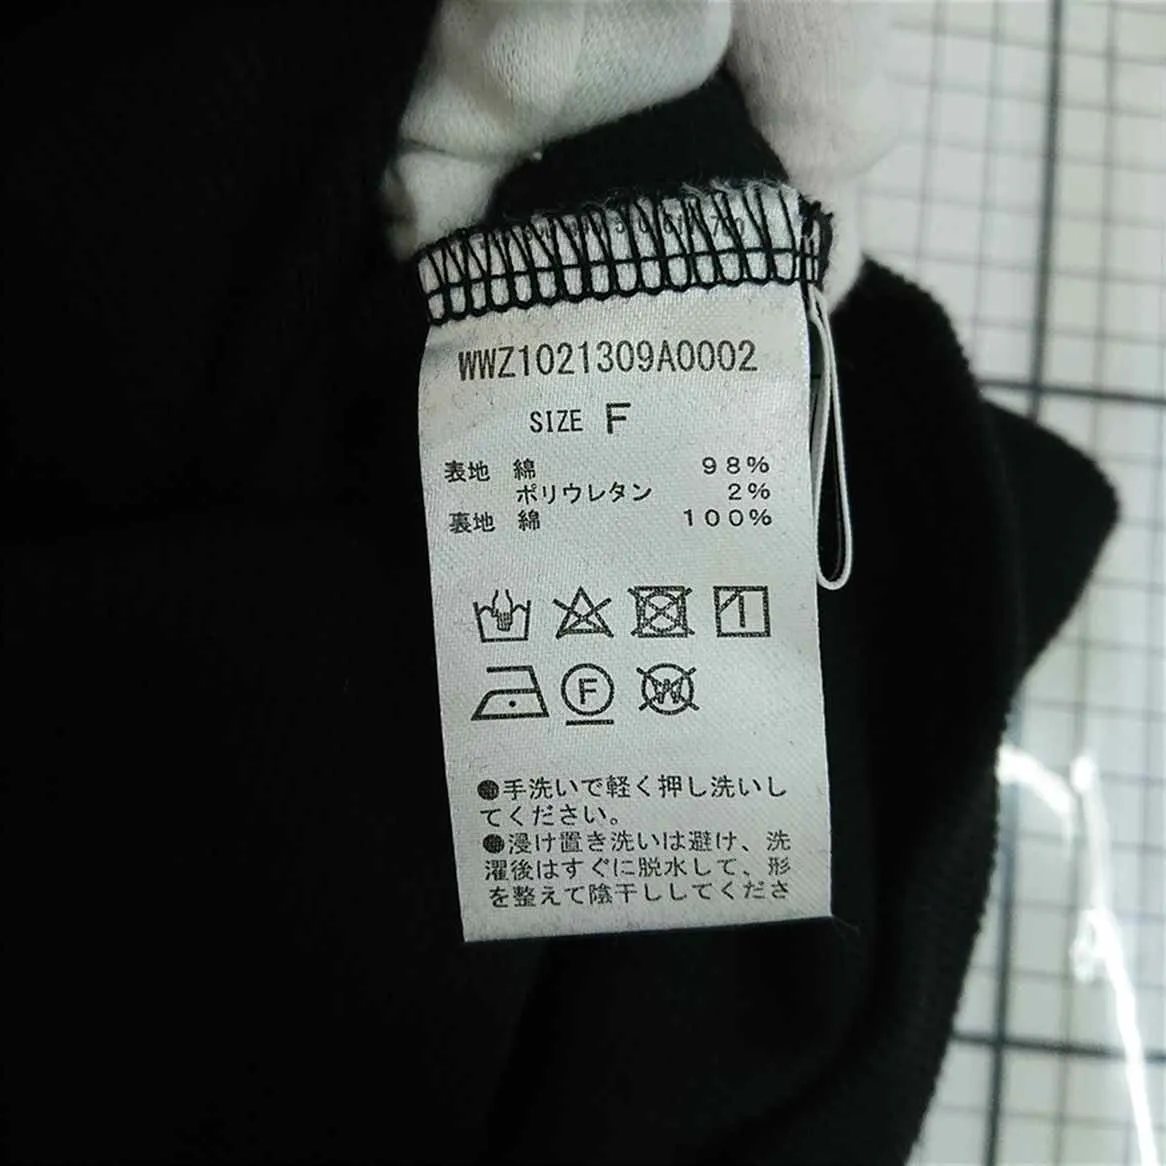 WWZ1021309A0002
SIZE F
表地 綿 98%
ポリウレタン 2%
裏地 綿 100%
F
W
●手洗いで軽く押し洗いし
てください。
●浸け置き洗いは避け、洗
濯後はすぐに脱水して、形
を整えて陰干ししてくださ